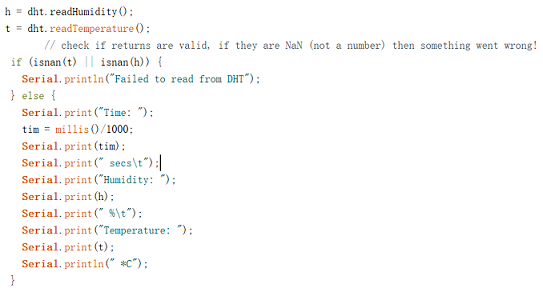 h = dht.readHumidity();
t = dht.readTemperature();
// check if returns are valid, if they are NaN (not a number) then something went wrong!
if (isnan(t) || isnan(h)) {
Serial.println("Failed to read from DHT");
} else {
Serial.print("Time: ");
tim = millis()/1000;
Serial.print(tim);
Serial.print(" secs\t");
Serial.print("Humidity: ");
Serial.print(h);
Serial.print(" %\t");
Serial.print("Temperature: ");
Serial.print(t);
Serial.println(" *C");
}